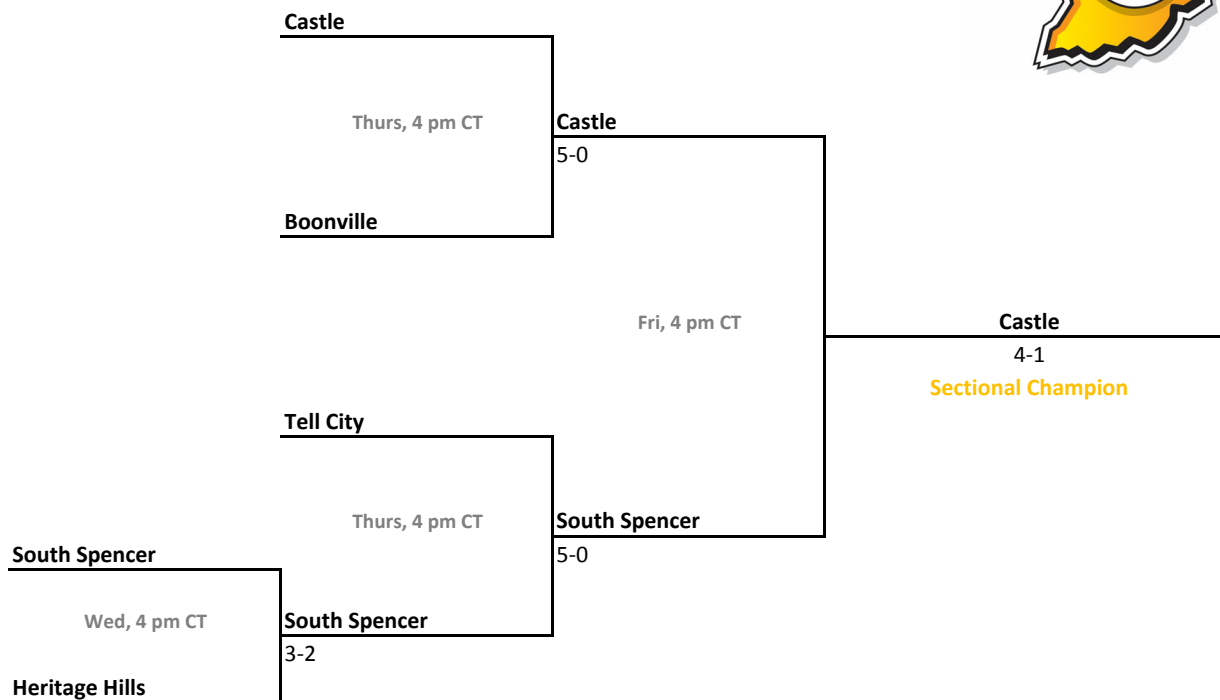 Castle
Thurs, 4 pm CT
Castle
5-0
Boonville
Fri, 4 pm CT
Castle
4-1
Sectional Champion
Tell City
Thurs, 4 pm CT
South Spencer
5-0
South Spencer
Wed, 4 pm CT
South Spencer
3-2
Heritage Hills